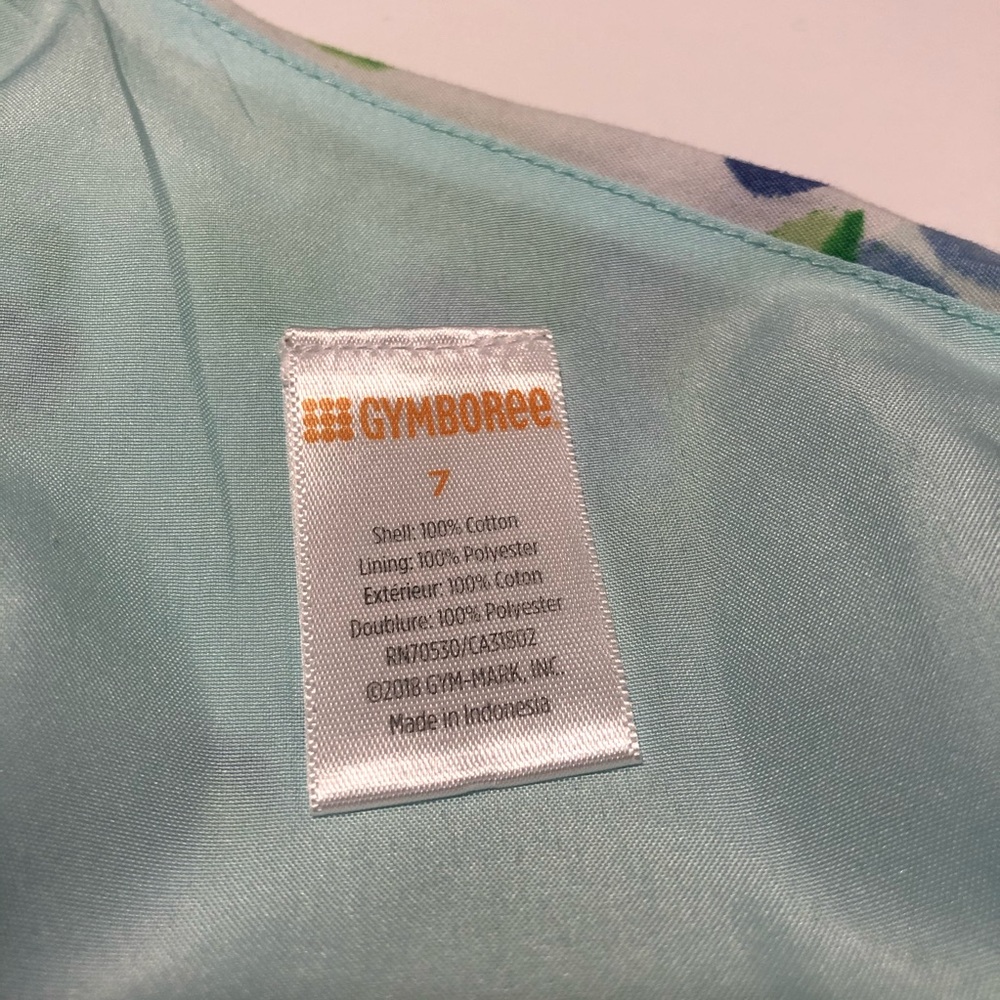 GYMBORee
7
Shell: 100% Cotton
Lining: 100% Polyester
Extérieur: 100% Coton
Doublure: 100% Polyester
RN70530/CA31802
©2018 GYM-MARK, INC.
Made in Indonesia